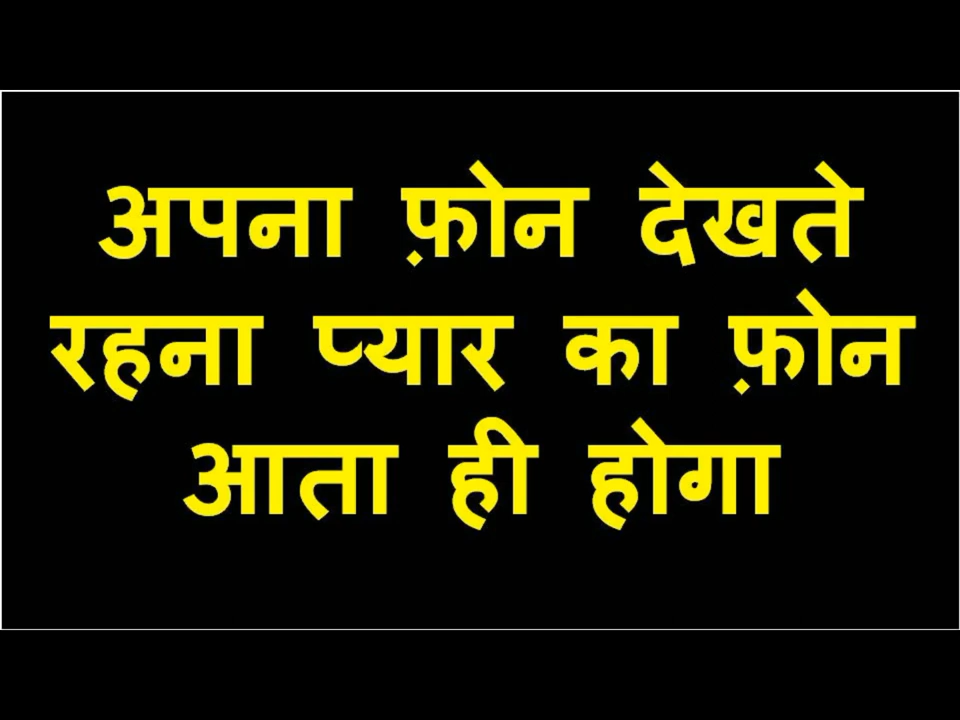 अपना फ़ोन देखते
रहना प्यार का फ़ोन
आता ही होगा